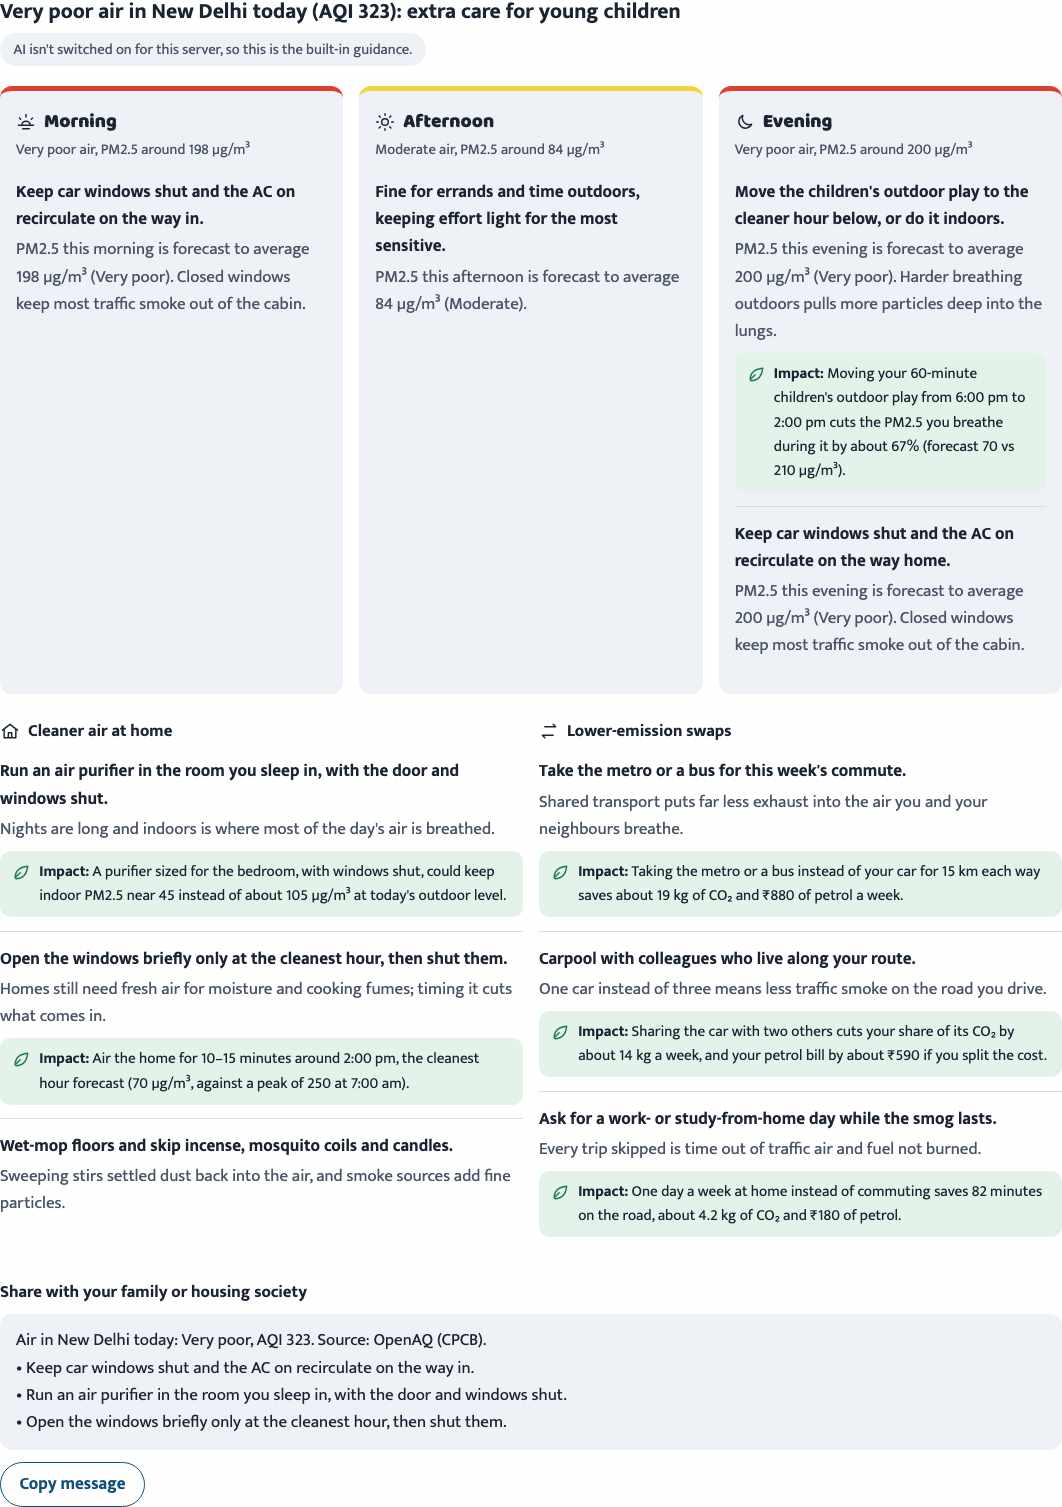 Very poor air in New Delhi today (AQI 323): extra care for young children
AI isn't switched on for this server, so this is the built-in guidance.
Morning
Very poor air, PM2.5 around 198 µg/m³
Keep car windows shut and the AC on
recirculate on the way in.
PM2.5 this morning is forecast to average
198 µg/m³ (Very poor). Closed windows
keep most traffic smoke out of the cabin.
Afternoon
Moderate air, PM2.5 around 84 µg/m³
Fine for errands and time outdoors,
keeping effort light for the most
sensitive.
PM2.5 this afternoon is forecast to average
84 µg/m³ (Moderate).
Evening
Very poor air, PM2.5 around 200 µg/m³
Move the children's outdoor play to the
cleaner hour below, or do it indoors.
PM2.5 this evening is forecast to average
200 µg/m³ (Very poor). Harder breathing
outdoors pulls more particles deep into the
lungs.
Impact: Moving your 60-minute
children's outdoor play from 6:00 pm to
2:00 pm cuts the PM2.5 you breathe
during it by about 67% (forecast 70 vs
210 µg/m³).
Keep car windows shut and the AC on
recirculate on the way home.
PM2.5 this evening is forecast to average
200 µg/m³ (Very poor). Closed windows
keep most traffic smoke out of the cabin.
Cleaner air at home
Run an air purifier in the room you sleep in, with the door and
windows shut.
Nights are long and indoors is where most of the day's air is breathed.
Impact: A purifier sized for the bedroom, with windows shut, could keep
indoor PM2.5 near 45 instead of about 105 µg/m³ at today's outdoor level.
Open the windows briefly only at the cleanest hour, then shut them.
Homes still need fresh air for moisture and cooking fumes; timing it cuts
what comes in.
Impact: Air the home for 10–15 minutes around 2:00 pm, the cleanest
hour forecast (70 µg/m³, against a peak of 250 at 7:00 am).
Wet-mop floors and skip incense, mosquito coils and candles.
Sweeping stirs settled dust back into the air, and smoke sources add fine
particles.
Lower-emission swaps
Take the metro or a bus for this week's commute.
Shared transport puts far less exhaust into the air you and your
neighbours breathe.
Impact: Taking the metro or a bus instead of your car for 15 km each way
saves about 19 kg of CO₂ and ₹880 of petrol a week.
Carpool with colleagues who live along your route.
One car instead of three means less traffic smoke on the road you drive.
Impact: Sharing the car with two others cuts your share of its CO₂ by
about 14 kg a week, and your petrol bill by about ₹590 if you split the cost.
Ask for a work- or study-from-home day while the smog lasts.
Every trip skipped is time out of traffic air and fuel not burned.
Impact: One day a week at home instead of commuting saves 82 minutes
on the road, about 4.2 kg of CO₂ and ₹180 of petrol.
Share with your family or housing society
Air in New Delhi today: Very poor, AQI 323. Source: OpenAQ (CPCB).
• Keep car windows shut and the AC on recirculate on the way in.
• Run an air purifier in the room you sleep in, with the door and windows shut.
• Open the windows briefly only at the cleanest hour, then shut them.
Copy message